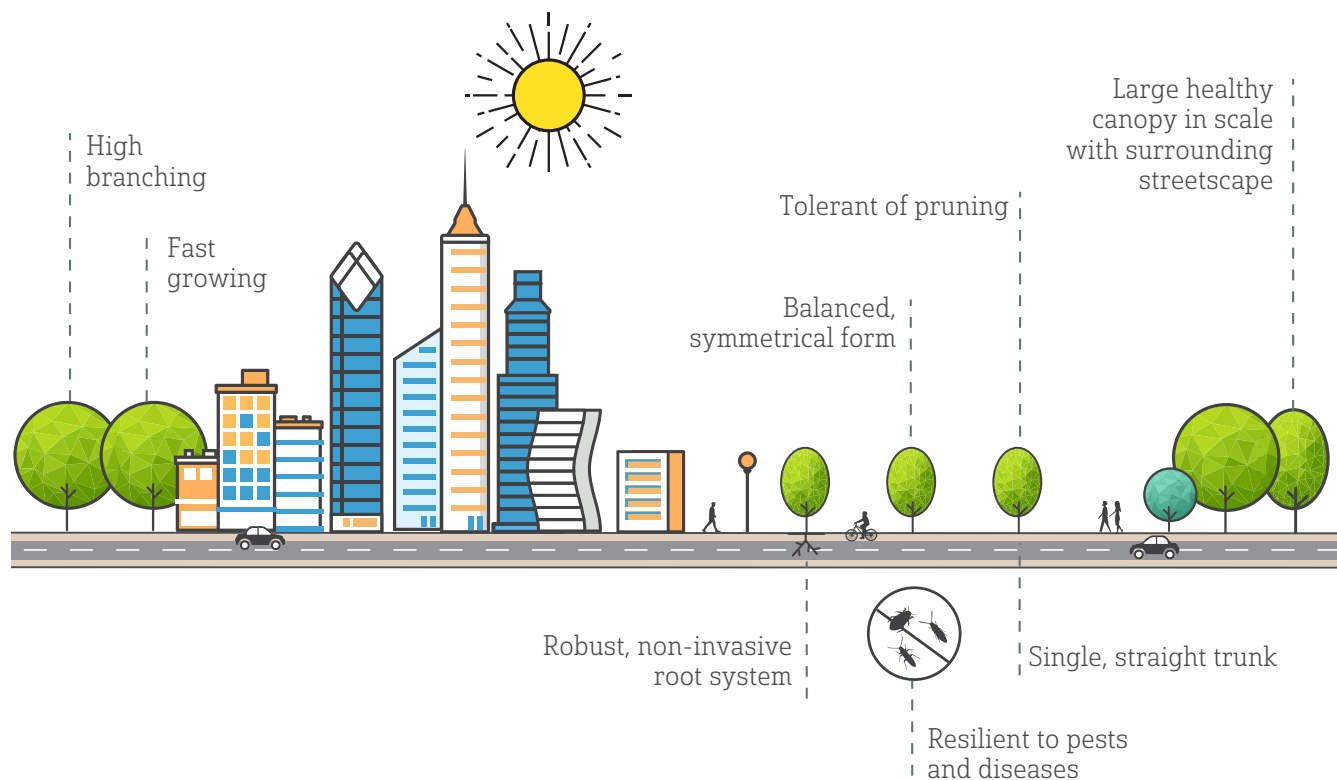 High
branching
Fast
growing
Large healthy
canopy in scale
with surrounding
streetscape
Tolerant of pruning
Balanced,
symmetrical form
Robust, non-invasive
root system
Single, straight trunk
Resilient to pests
and diseases